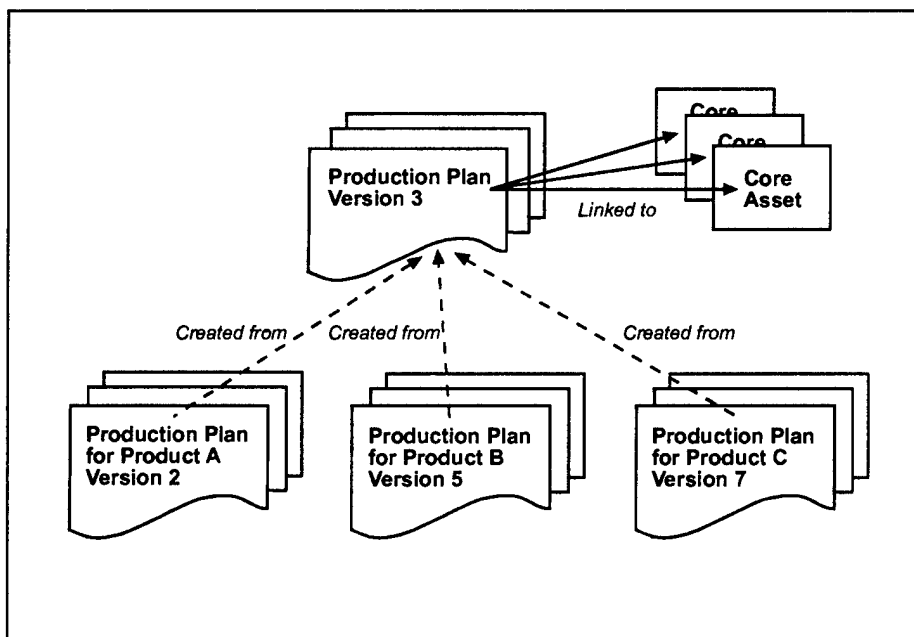 Core
Core
Core
Asset
Production Plan
Version 3
Linked to
Created from
Created from
Created from
Production Plan
for Product A
Version 2
Production Plan
for Product B
Version 5
Production Plan
for Product C
Version 7